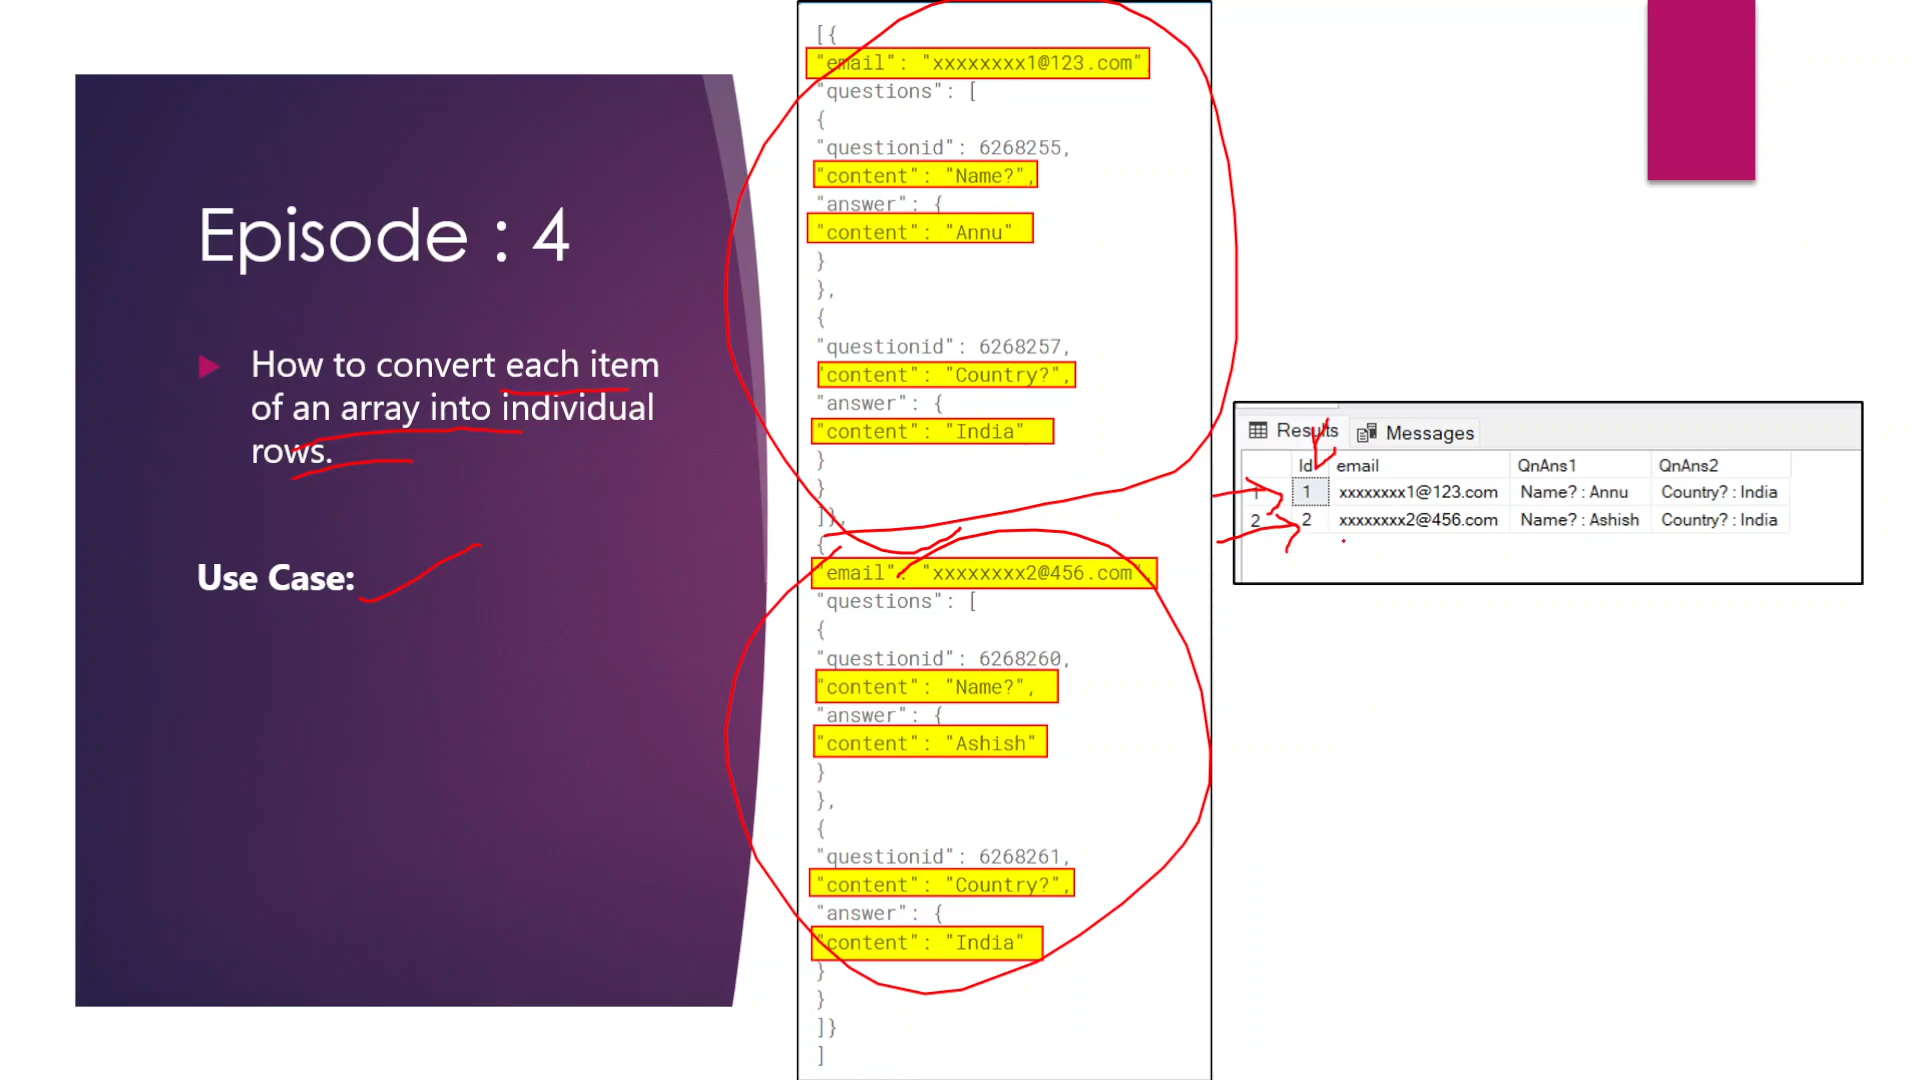 Episode : 4
How to convert each item
of an array into individual
rows.
Use Case:
[{
"email": "xxxxxxxx1@123.com",
"questions": [
{
"questionid": 6268255,
"content": "Name?",
"answer": {
"content": "Annu"
}
},
{
"questionid": 6268257,
"content": "Country?",
"answer": {
"content": "India"
}
}
]},
{
"email": "xxxxxxxx2@456.com",
"questions": [
{
"questionid": 6268260,
"content": "Name?",
"answer": {
"content": "Ashish"
}
},
{
"questionid": 6268261,
"content": "Country?",
"answer": {
"content": "India"
}
}
]}
]
Results Messages
Id email QnAns1 QnAns2
1 1 xxxxxxxx1@123.com Name? : Annu Country? : India
2 2 xxxxxxxx2@456.com Name? : Ashish Country? : India